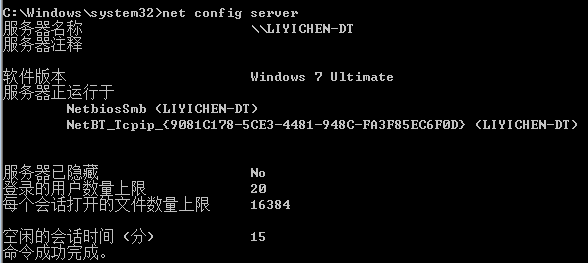 C:\Windows\system32>net config server
服务器名称 \\LIYICHEN-DT
服务器注释
软件版本 Windows 7 Ultimate
服务器正运行于
NetbiosSmb (LIYICHEN-DT)
NetBT_Tcpip_{9081C178-5CE3-4481-948C-FA3F85EC6F0D} (LIYICHEN-DT)
服务器已隐藏 No
登录的用户数量上限 20
每个会话打开的文件数量上限 16384
空闲的会话时间 (分) 15
命令成功完成。